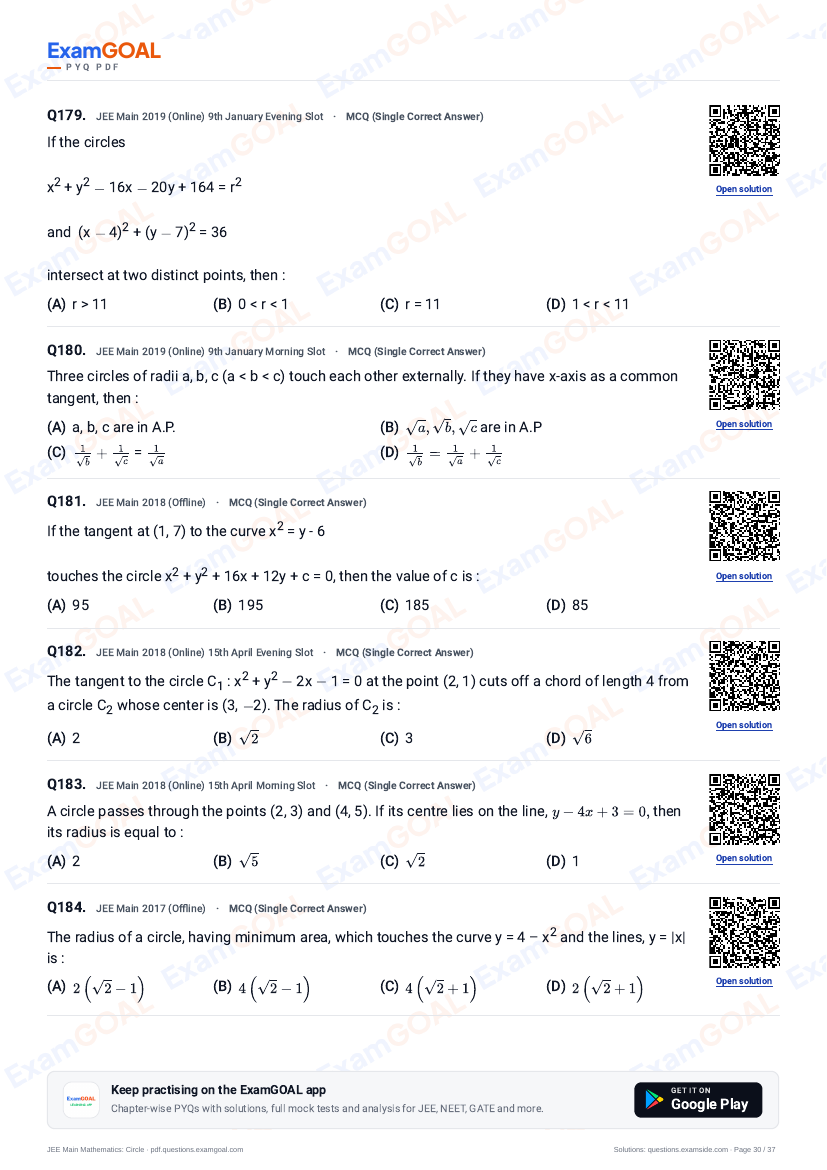 ExamGOAL
PYQ PDF
Q179. JEE Main 2019 (Online) 9th January Evening Slot · MCQ (Single Correct Answer)
If the circles
x² + y² − 16x − 20y + 164 = r²
and (x − 4)² + (y − 7)² = 36
intersect at two distinct points, then :
(A) r > 11 (B) 0 < r < 1 (C) r = 11 (D) 1 < r < 11
Open solution
Q180. JEE Main 2019 (Online) 9th January Morning Slot · MCQ (Single Correct Answer)
Three circles of radii a, b, c (a < b < c) touch each other externally. If they have x-axis as a common
tangent, then :
(A) a, b, c are in A.P. (B) √a, √b, √c are in A.P
(C) 1/√b + 1/√c = 1/√a (D) 1/√b = 1/√a + 1/√c
Open solution
Q181. JEE Main 2018 (Offline) · MCQ (Single Correct Answer)
If the tangent at (1, 7) to the curve x² = y - 6
touches the circle x² + y² + 16x + 12y + c = 0, then the value of c is :
(A) 95 (B) 195 (C) 185 (D) 85
Open solution
Q182. JEE Main 2018 (Online) 15th April Evening Slot · MCQ (Single Correct Answer)
The tangent to the circle C₁ : x² + y² − 2x − 1 = 0 at the point (2, 1) cuts off a chord of length 4 from
a circle C₂ whose center is (3, −2). The radius of C₂ is :
(A) 2 (B) √2 (C) 3 (D) √6
Open solution
Q183. JEE Main 2018 (Online) 15th April Morning Slot · MCQ (Single Correct Answer)
A circle passes through the points (2, 3) and (4, 5). If its centre lies on the line, y − 4x + 3 = 0, then
its radius is equal to :
(A) 2 (B) √5 (C) √2 (D) 1
Open solution
Q184. JEE Main 2017 (Offline) · MCQ (Single Correct Answer)
The radius of a circle, having minimum area, which touches the curve y = 4 – x² and the lines, y = |x|
is :
(A) 2(√2 − 1) (B) 4(√2 − 1) (C) 4(√2 + 1) (D) 2(√2 + 1)
Open solution
Keep practising on the ExamGOAL app
Chapter-wise PYQs with solutions, full mock tests and analysis for JEE, NEET, GATE and more.
ExamGOAL
GET IT ON
Google Play
JEE Main Mathematics: Circle · pdf.questions.examgoal.com
Solutions: questions.examside.com · Page 30 / 37